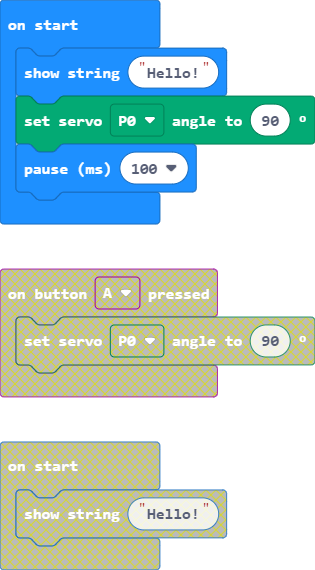 on start
show string "Hello!"
set servo P0 angle to 90 °
pause (ms) 100
on button A pressed
set servo P0 angle to 90 °
on start
show string "Hello!"